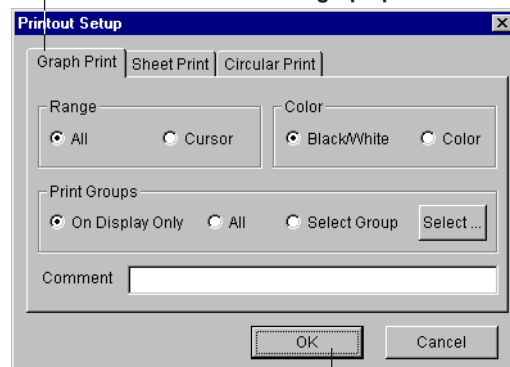 Printout Setup
Graph Print Sheet Print Circular Print
Range Color
All Cursor Black/White Color
Print Groups
On Display Only All Select Group Select ...
Comment
OK Cancel